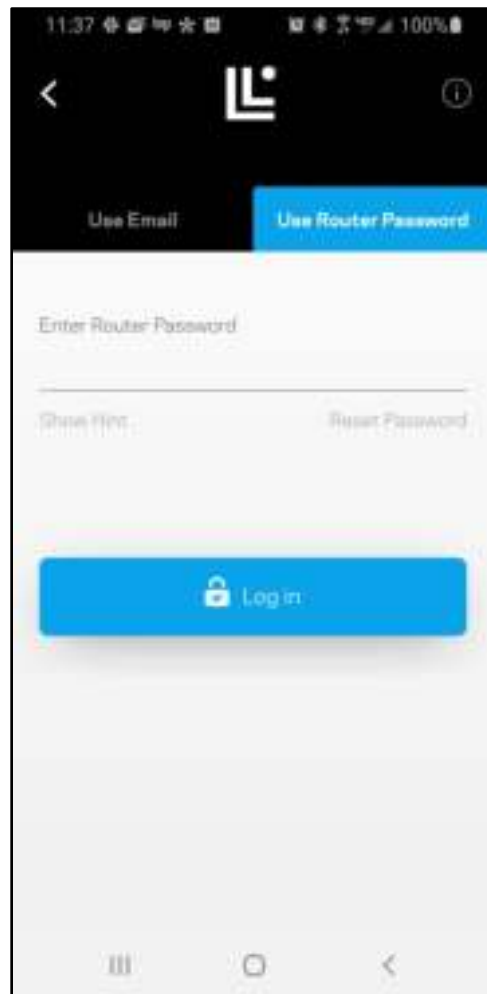 11:37 100%
Use Email Use Router Password
Enter Router Password
Show Hint Reset Password
Log in